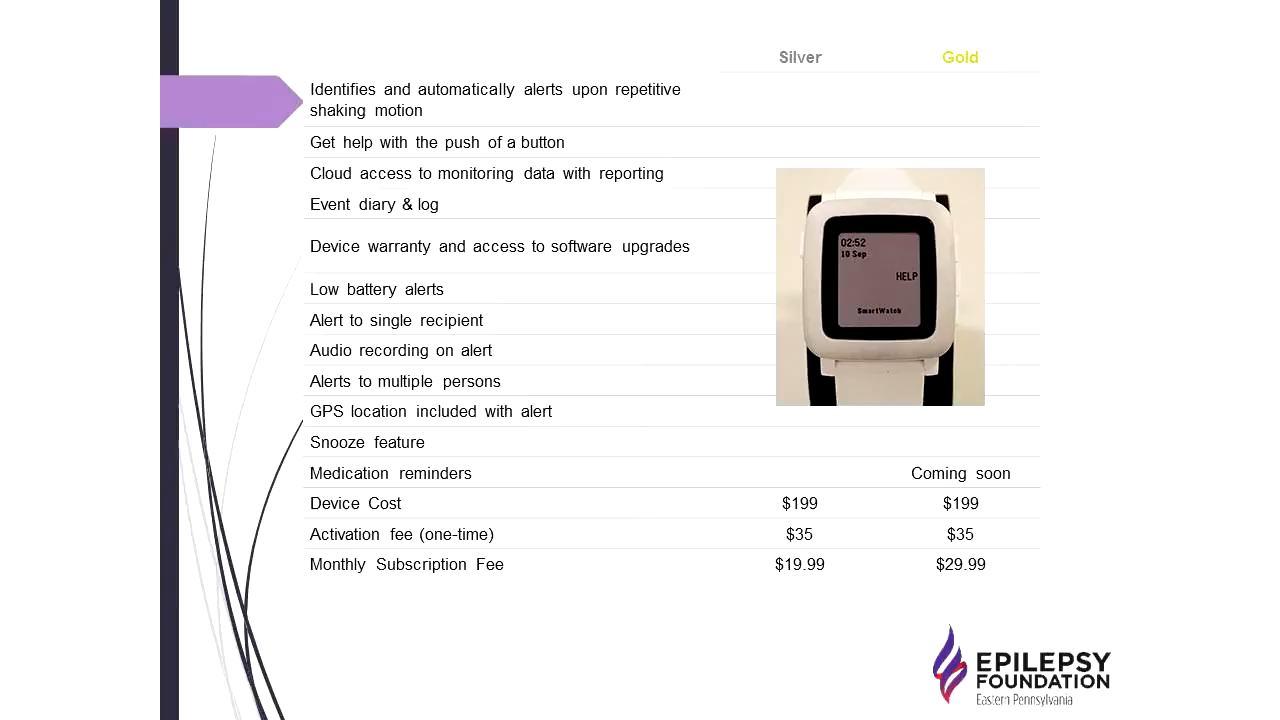 Silver Gold
Identifies and automatically alerts upon repetitive
shaking motion
Get help with the push of a button
Cloud access to monitoring data with reporting
Event diary & log
Device warranty and access to software upgrades
Low battery alerts
Alert to single recipient
Audio recording on alert
Alerts to multiple persons
GPS location included with alert
Snooze feature
Medication reminders Coming soon
Device Cost $199 $199
Activation fee (one-time) $35 $35
Monthly Subscription Fee $19.99 $29.99
02:52
10 Sep
HELP
SmartWatch
EPILEPSY
FOUNDATION
Eastern Pennsylvania